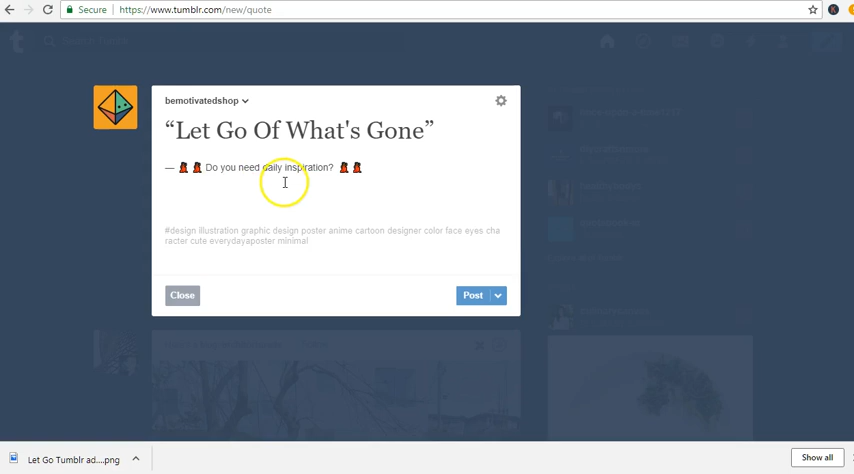 Secure | https://www.tumblr.com/new/quote
bemotivatedshop
“Let Go Of What's Gone”
— Do you need daily inspiration?
#design illustration graphic design poster anime cartoon designer color face eyes cha
racter cute everydayaposter minimal
Close
Post
Let Go Tumblr ad....png
Show all